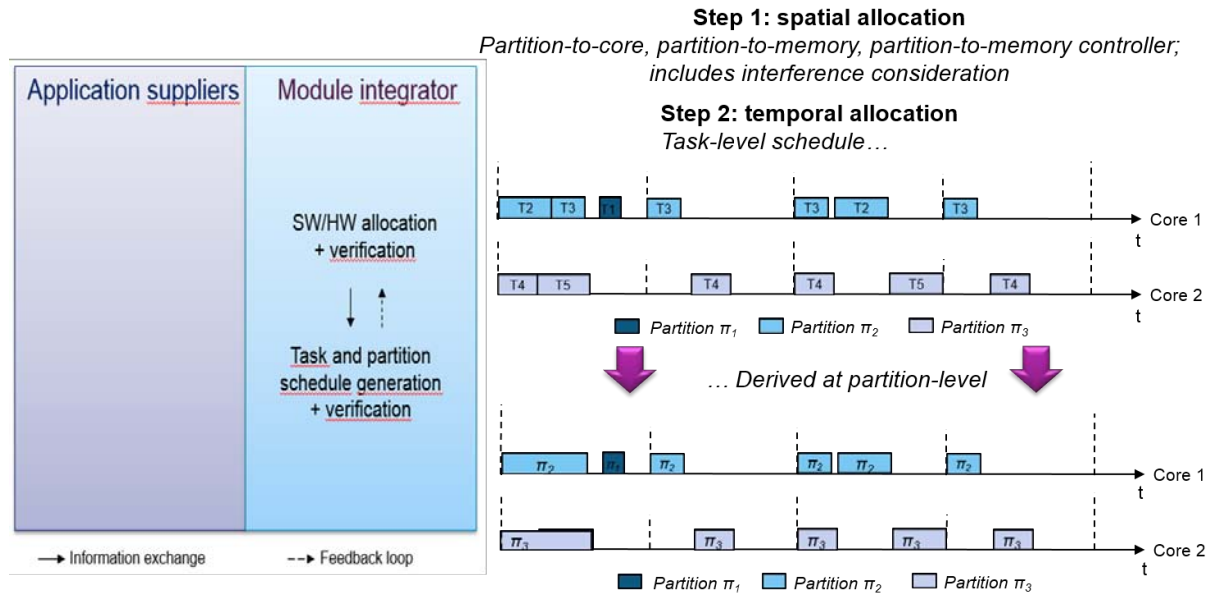 Application suppliers
Module integrator
SW/HW allocation
+ verification
Task and partition
schedule generation
+ verification
Information exchange
Feedback loop
Step 1: spatial allocation
Partition-to-core, partition-to-memory, partition-to-memory controller;
includes interference consideration
Step 2: temporal allocation
Task-level schedule…
T2 T3 T1 T3 T3 T2 T3
Core 1
t
T4 T5 T4 T4 T5 T4
Core 2
t
Partition π1 Partition π2 Partition π3
… Derived at partition-level
π2 π1 π2 π2 π2 π2
Core 1
t
π3 π3 π3 π3 π3
Core 2
t
Partition π1 Partition π2 Partition π3